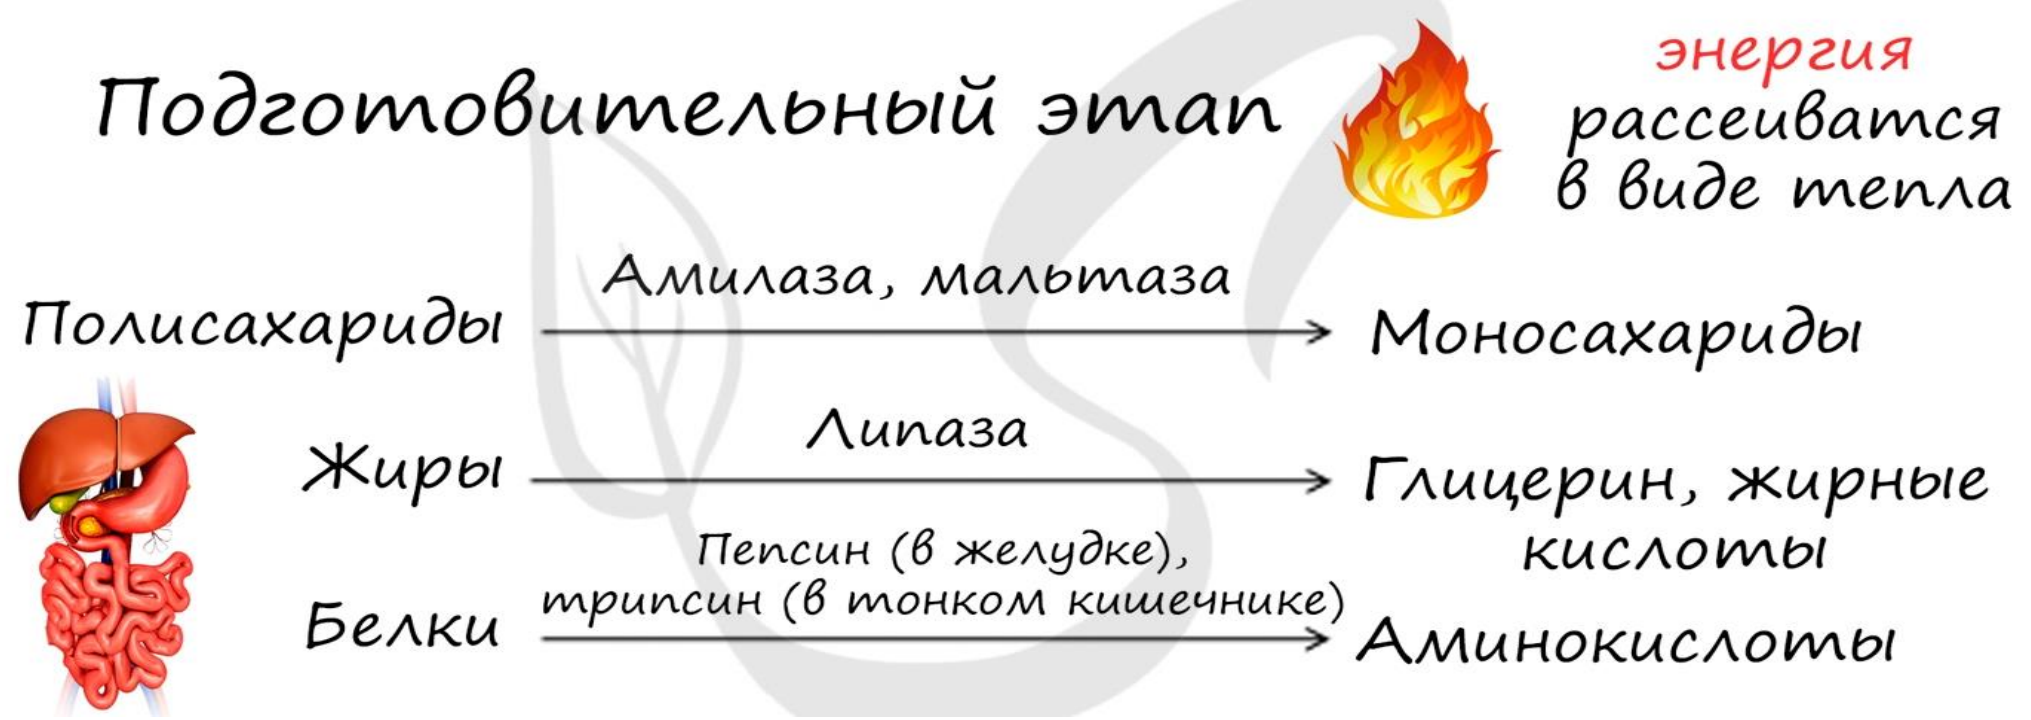 Подготовительный этап
энергия
рассеиватся
в виде тепла
Полисахариды
Амилаза, мальтаза
Моносахариды
Жиры
Липаза
Глицерин, жирные
кислоты
Белки
Пепсин (в желудке),
трипсин (в тонком кишечнике)
Аминокислоты